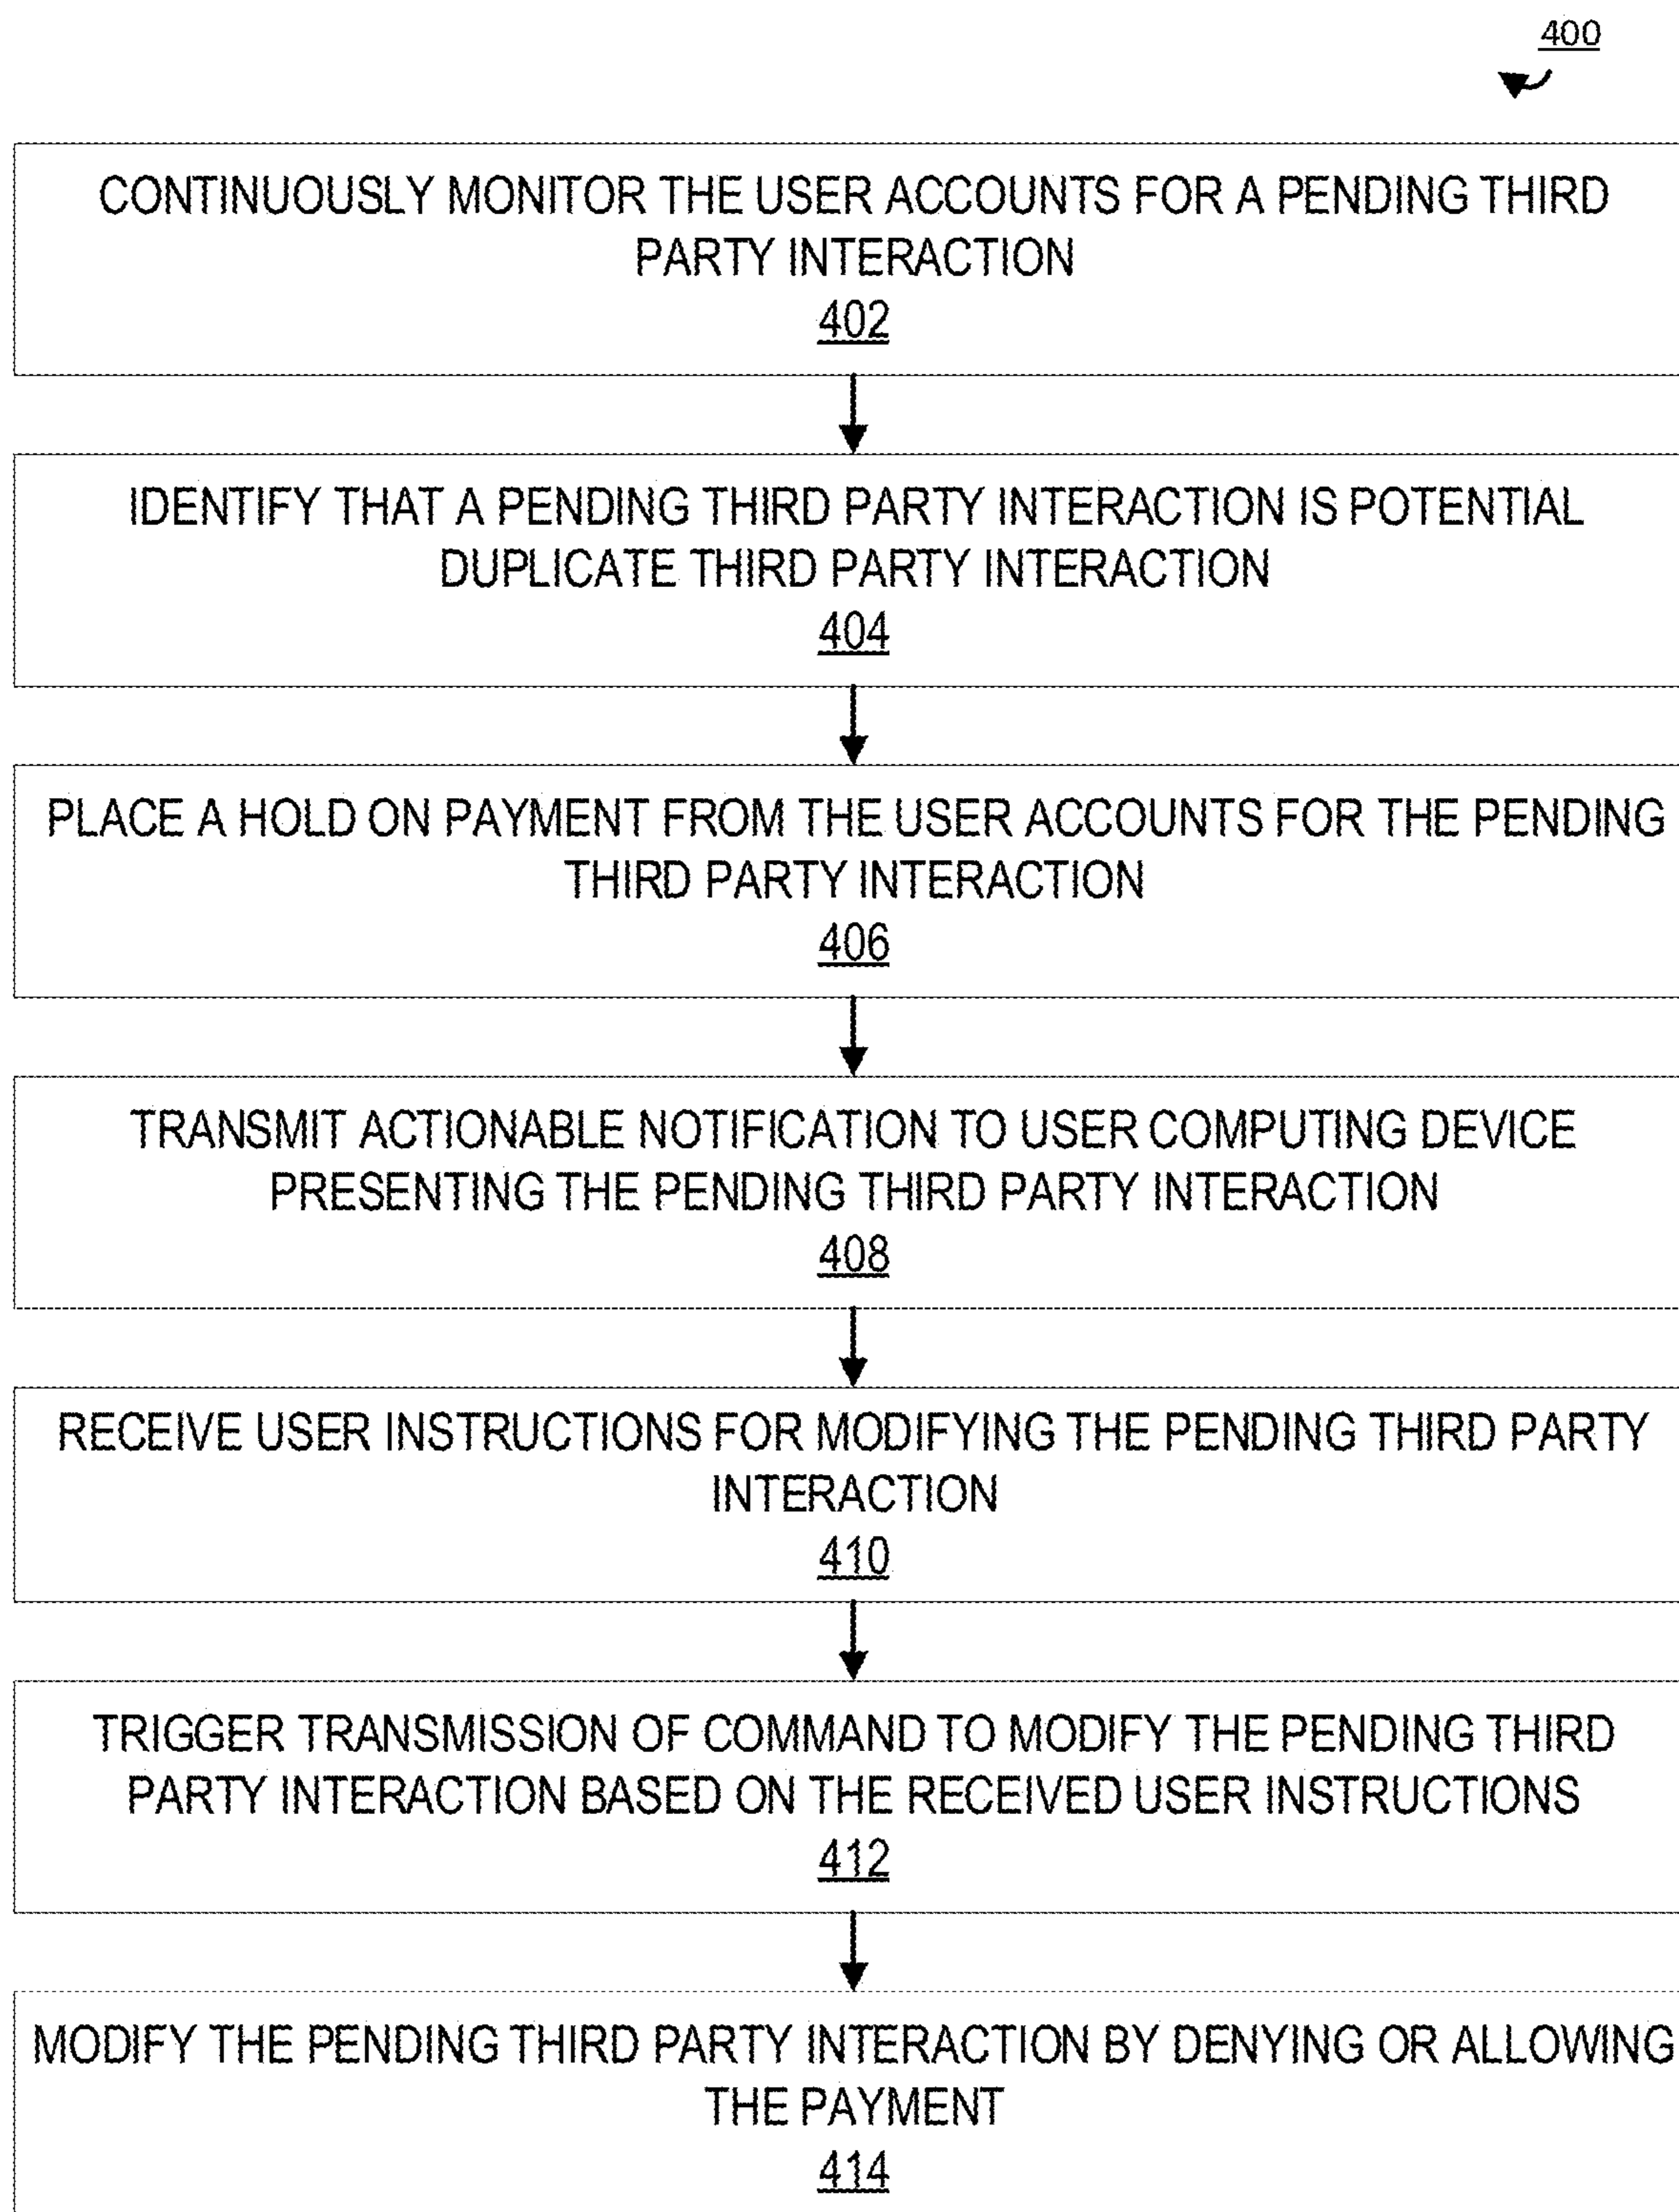 400
CONTINUOUSLY MONITOR THE USER ACCOUNTS FOR A PENDING THIRD
PARTY INTERACTION
402
IDENTIFY THAT A PENDING THIRD PARTY INTERACTION IS POTENTIAL
DUPLICATE THIRD PARTY INTERACTION
404
PLACE A HOLD ON PAYMENT FROM THE USER ACCOUNTS FOR THE PENDING
THIRD PARTY INTERACTION
406
TRANSMIT ACTIONABLE NOTIFICATION TO USER COMPUTING DEVICE
PRESENTING THE PENDING THIRD PARTY INTERACTION
408
RECEIVE USER INSTRUCTIONS FOR MODIFYING THE PENDING THIRD PARTY
INTERACTION
410
TRIGGER TRANSMISSION OF COMMAND TO MODIFY THE PENDING THIRD
PARTY INTERACTION BASED ON THE RECEIVED USER INSTRUCTIONS
412
MODIFY THE PENDING THIRD PARTY INTERACTION BY DENYING OR ALLOWING
THE PAYMENT
414